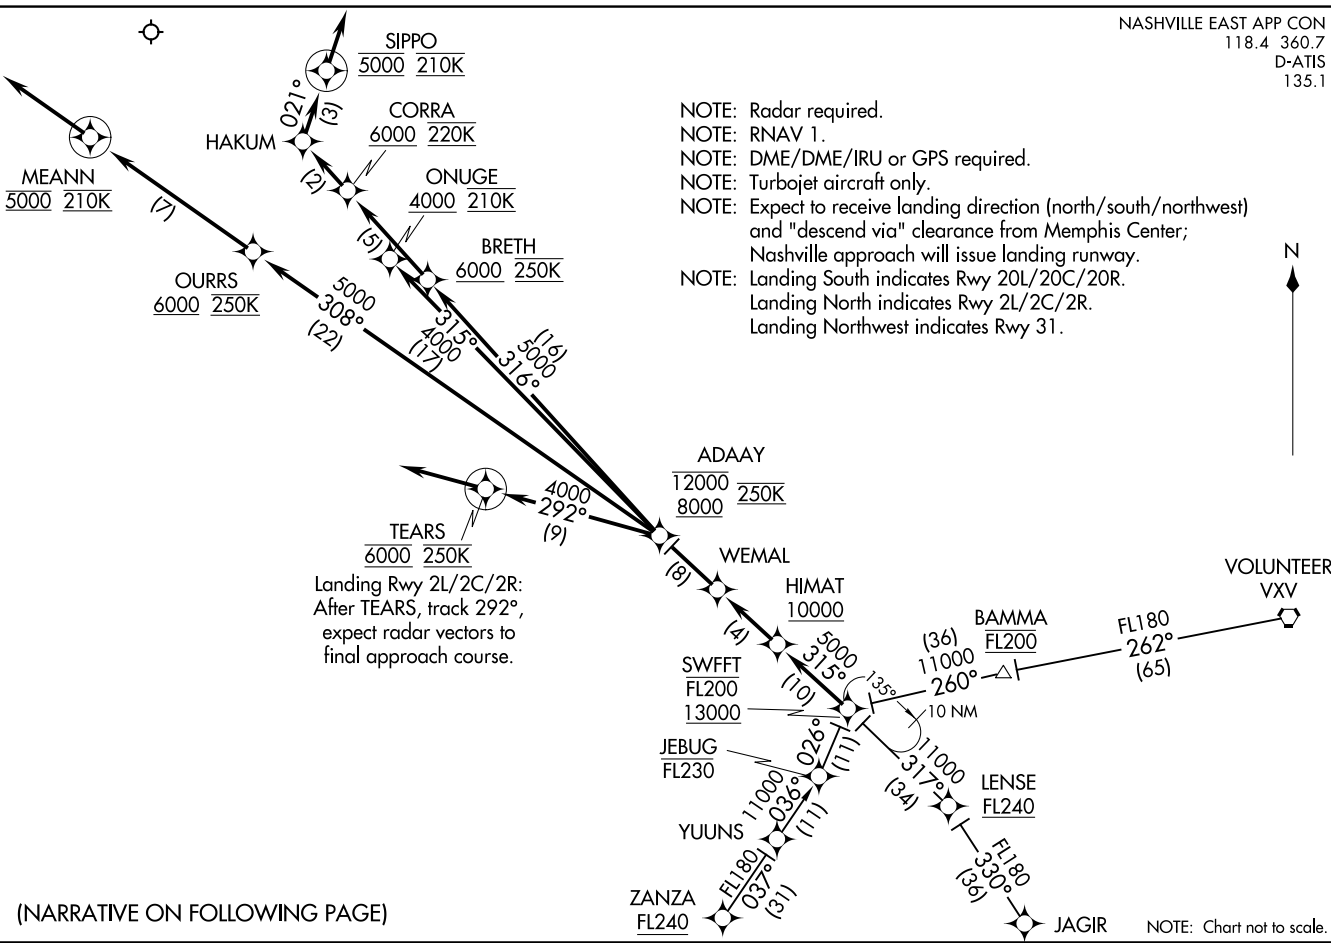 NASHVILLE EAST APP CON
118.4 360.7
D-ATIS
135.1
SIPPO
5000 210K
021°
(3)
CORRA
6000 220K
HAKUM
(2)
MEANN
5000 210K
(7)
ONUGE
4000 210K
(5)
BRETH
6000 250K
OURRS
6000 250K
5000
308°
(22)
315°
4000
(17)
(16)
5000
316°
NOTE: Radar required.
NOTE: RNAV 1.
NOTE: DME/DME/IRU or GPS required.
NOTE: Turbojet aircraft only.
NOTE: Expect to receive landing direction (north/south/northwest)
and "descend via" clearance from Memphis Center;
Nashville approach will issue landing runway.
NOTE: Landing South indicates Rwy 20L/20C/20R.
Landing North indicates Rwy 2L/2C/2R.
Landing Northwest indicates Rwy 31.
N
ADAAY
12000
8000
250K
4000
292°
(9)
TEARS
6000 250K
Landing Rwy 2L/2C/2R:
After TEARS, track 292°,
expect radar vectors to
final approach course.
(8)
WEMAL
(4)
HIMAT
10000
5000
315°
(10)
SWFFT
FL200
13000
135°
10 NM
(36)
11000
260°
BAMMA
FL200
FL180
262°
(65)
VOLUNTEER
VXV
JEBUG
FL230
026°
(11)
11000
036°
(11)
YUUNS
FL180
037°
(31)
ZANZA
FL240
11000
317°
(34)
LENSE
FL240
FL180
330°
(36)
JAGIR
(NARRATIVE ON FOLLOWING PAGE)
NOTE: Chart not to scale.